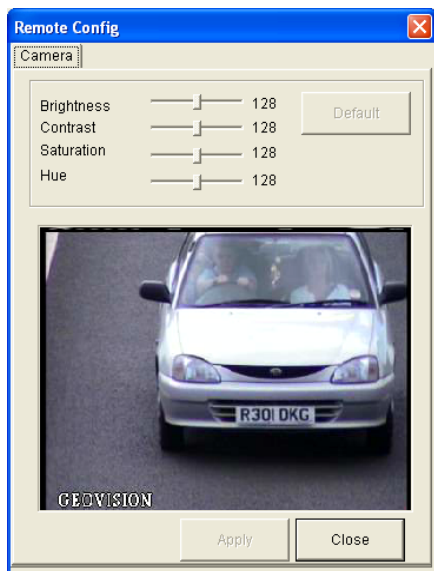 Remote Config
Camera
Brightness 128
Contrast 128
Saturation 128
Hue 128
Default
R301 DKG
GEOVISION
Apply
Close